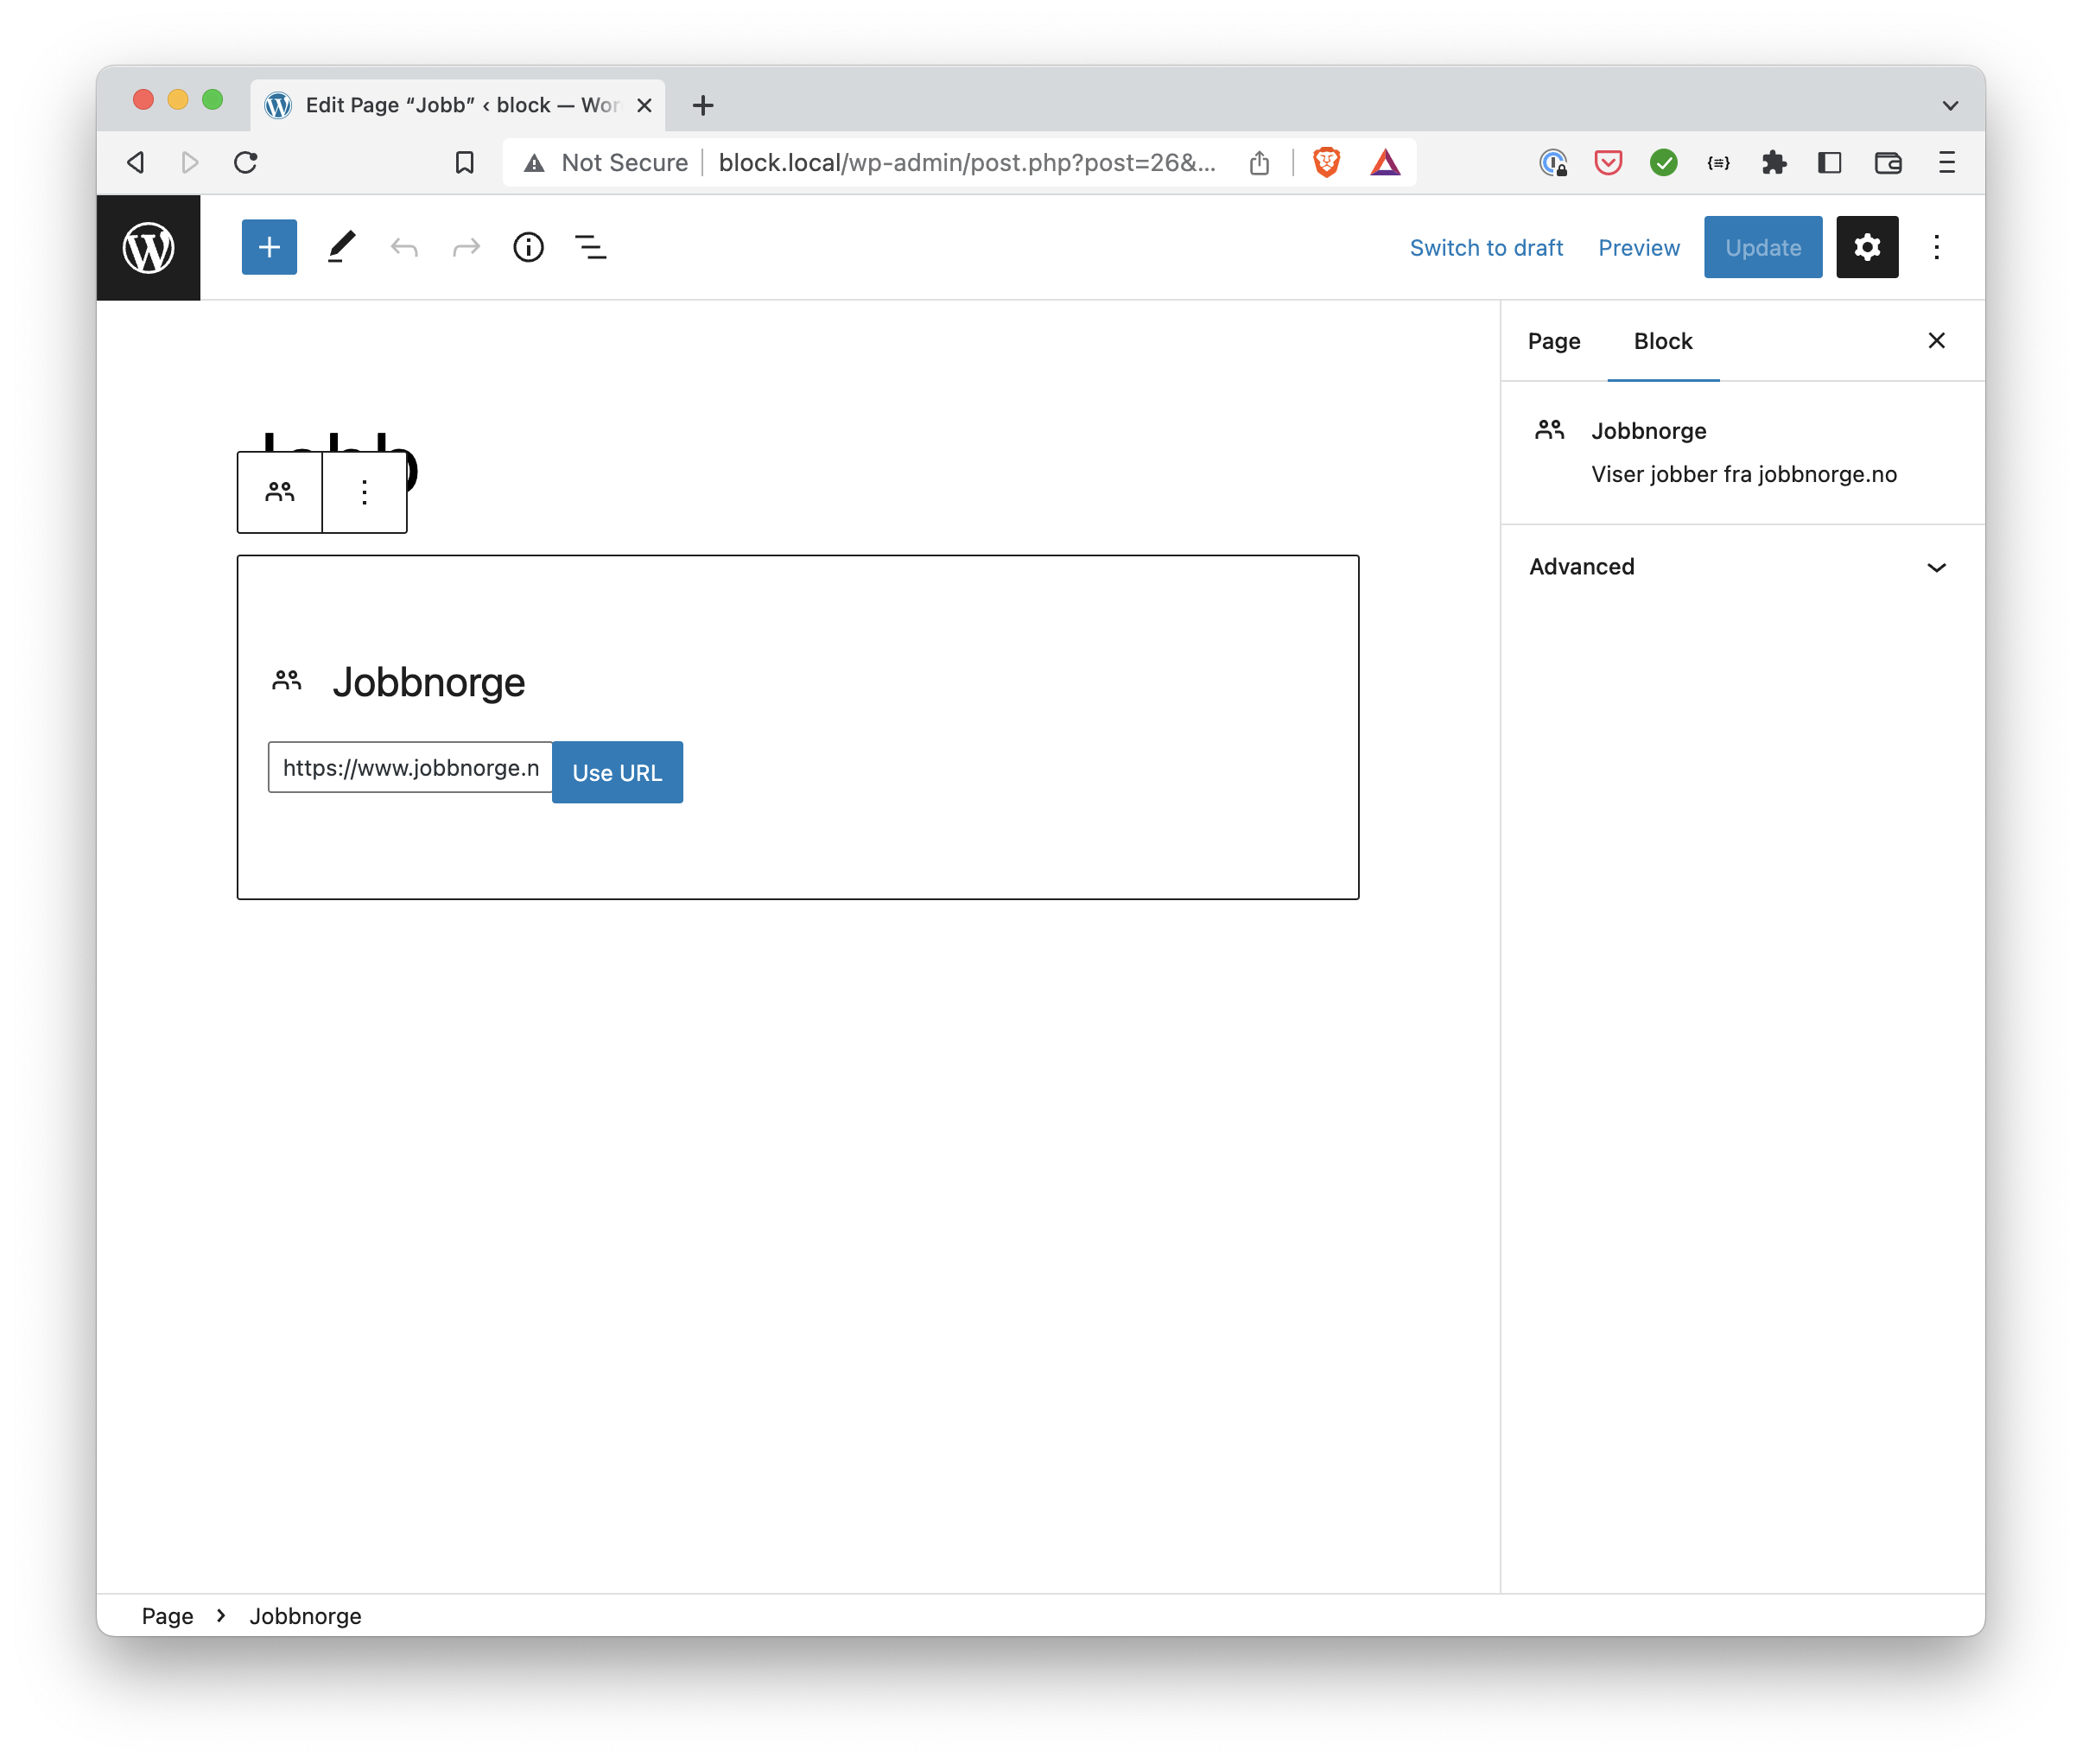 Edit Page “Jobb” ‹ block — Wor
Not Secure
block.local/wp-admin/post.php?post=26&...
Switch to draft
Preview
Update
Page
Block
Jobb
Jobbnorge
Viser jobber fra jobbnorge.no
Advanced
Jobbnorge
https://www.jobbnorge.n
Use URL
Page › Jobbnorge